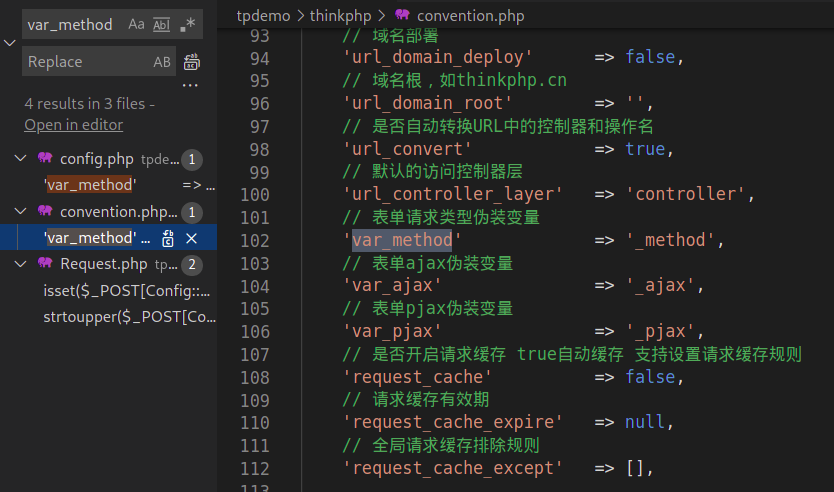 var_method Aa Ab .*
Replace AB
4 results in 3 files -
Open in editor
config.php tpde... 1
'var_method' => ...
convention.php... 1
'var_method' ...
Request.php tp... 2
isset($_POST[Config::...
strtoupper($_POST[Co...
tpdemo > thinkphp > convention.php
93 // 域名部署
94 'url_domain_deploy' => false,
95 // 域名根，如thinkphp.cn
96 'url_domain_root' => '',
97 // 是否自动转换URL中的控制器和操作名
98 'url_convert' => true,
99 // 默认的访问控制器层
100 'url_controller_layer' => 'controller',
101 // 表单请求类型伪装变量
102 'var_method' => '_method',
103 // 表单ajax伪装变量
104 'var_ajax' => '_ajax',
105 // 表单pjax伪装变量
106 'var_pjax' => '_pjax',
107 // 是否开启请求缓存 true自动缓存 支持设置请求缓存规则
108 'request_cache' => false,
109 // 请求缓存有效期
110 'request_cache_expire' => null,
111 // 全局请求缓存排除规则
112 'request_cache_except' => [],
113